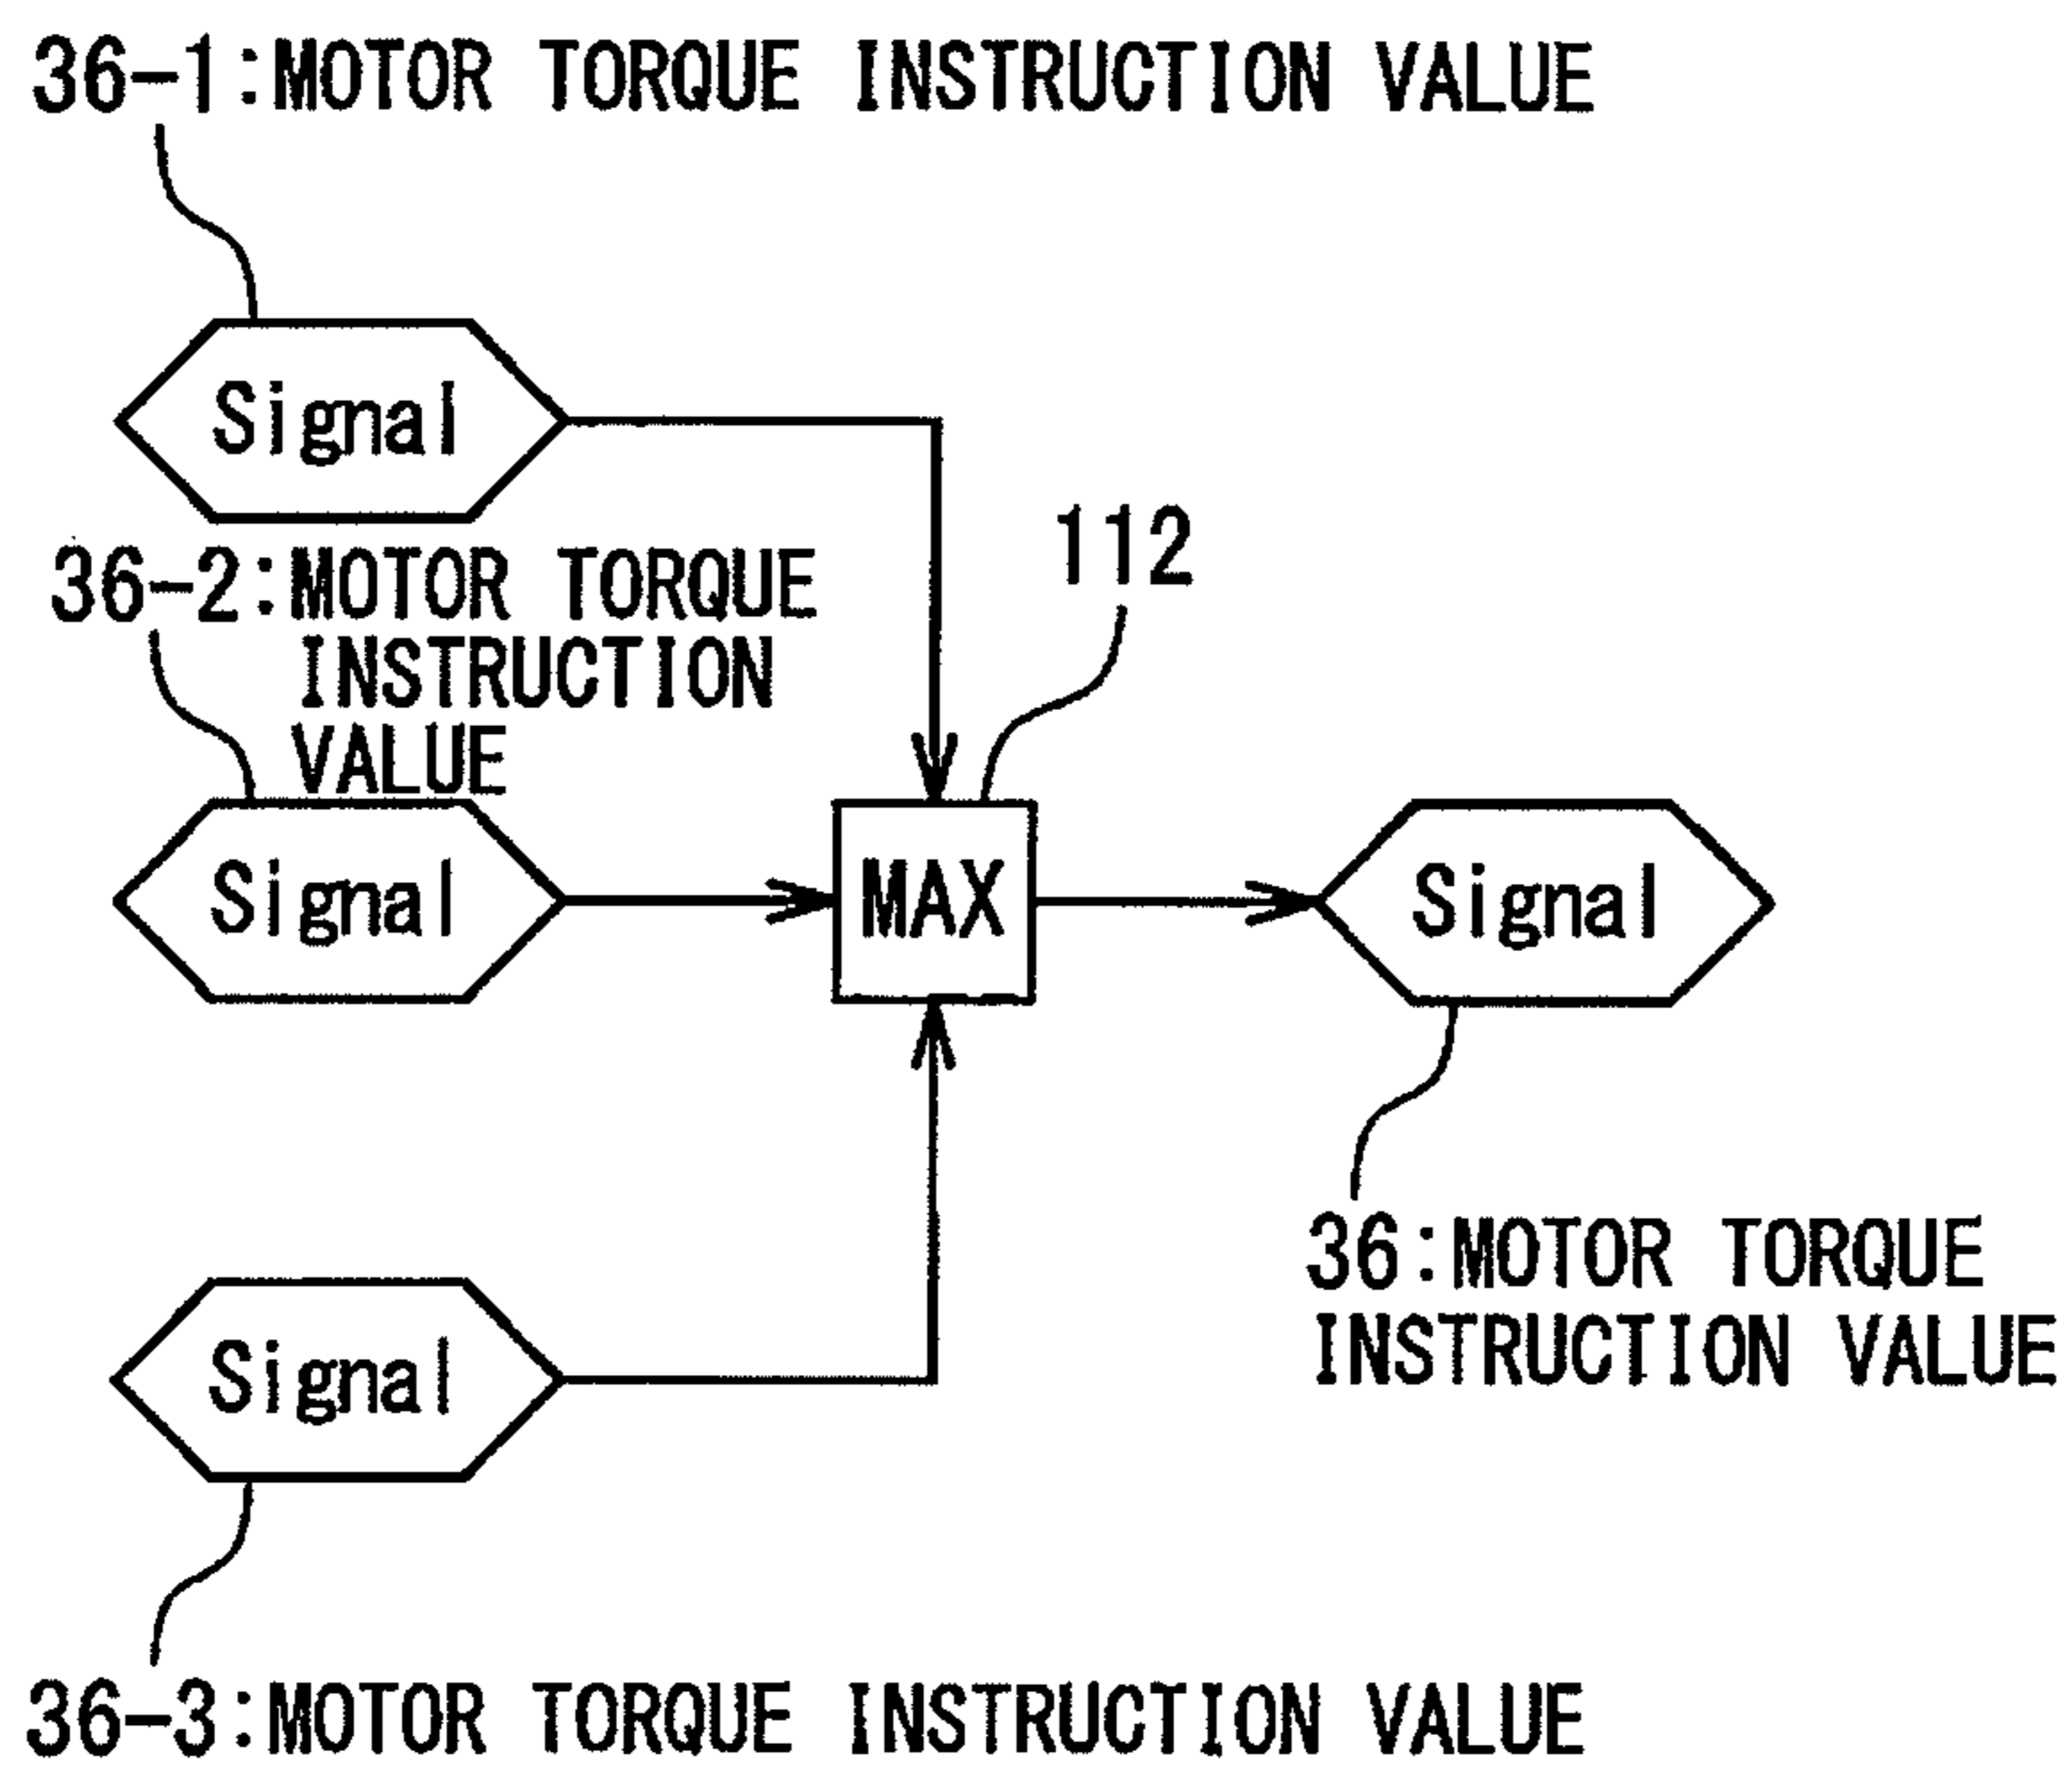 36-1:MOTOR TORQUE INSTRUCTION VALUE
Signal
112
36-2:MOTOR TORQUE
INSTRUCTION
VALUE
Signal
MAX
Signal
36:MOTOR TORQUE
INSTRUCTION VALUE
Signal
36-3:MOTOR TORQUE INSTRUCTION VALUE